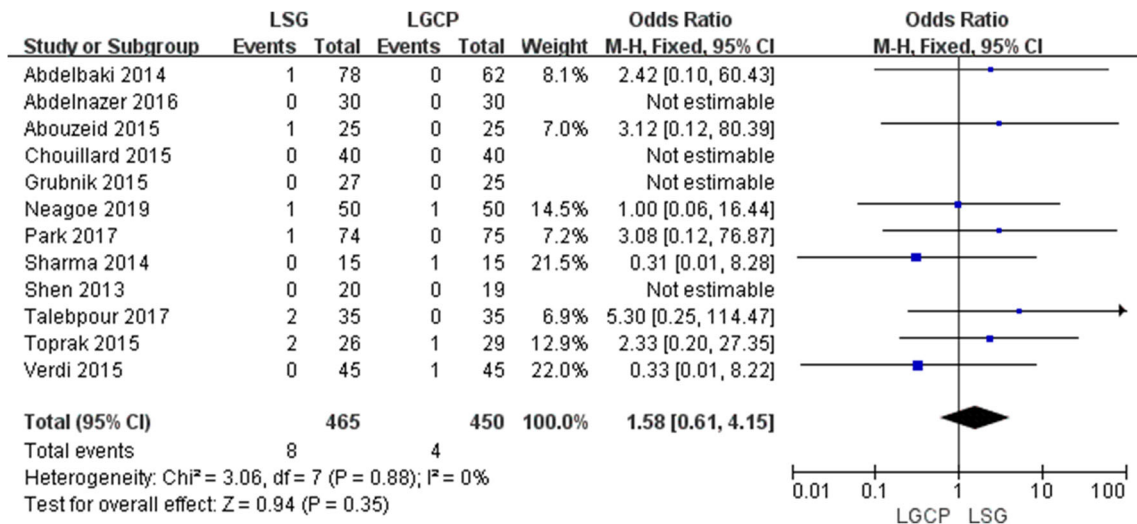 LSG LGCP Odds Ratio Odds Ratio
Study or Subgroup Events Total Events Total Weight M-H, Fixed, 95% CI M-H, Fixed, 95% CI
Abdelbaki 2014 1 78 0 62 8.1% 2.42 [0.10, 60.43]
Abdelnazer 2016 0 30 0 30 Not estimable
Abouzeid 2015 1 25 0 25 7.0% 3.12 [0.12, 80.39]
Chouillard 2015 0 40 0 40 Not estimable
Grubnik 2015 0 27 0 25 Not estimable
Neagoe 2019 1 50 1 50 14.5% 1.00 [0.06, 16.44]
Park 2017 1 74 0 75 7.2% 3.08 [0.12, 76.87]
Sharma 2014 0 15 1 15 21.5% 0.31 [0.01, 8.28]
Shen 2013 0 20 0 19 Not estimable
Talebpour 2017 2 35 0 35 6.9% 5.30 [0.25, 114.47]
Toprak 2015 2 26 1 29 12.9% 2.33 [0.20, 27.35]
Verdi 2015 0 45 1 45 22.0% 0.33 [0.01, 8.22]
Total (95% CI) 465 450 100.0% 1.58 [0.61, 4.15]
Total events 8 4
Heterogeneity: Chi² = 3.06, df = 7 (P = 0.88); I² = 0%
Test for overall effect: Z = 0.94 (P = 0.35)
0.01 0.1 1 10 100
LGCP LSG